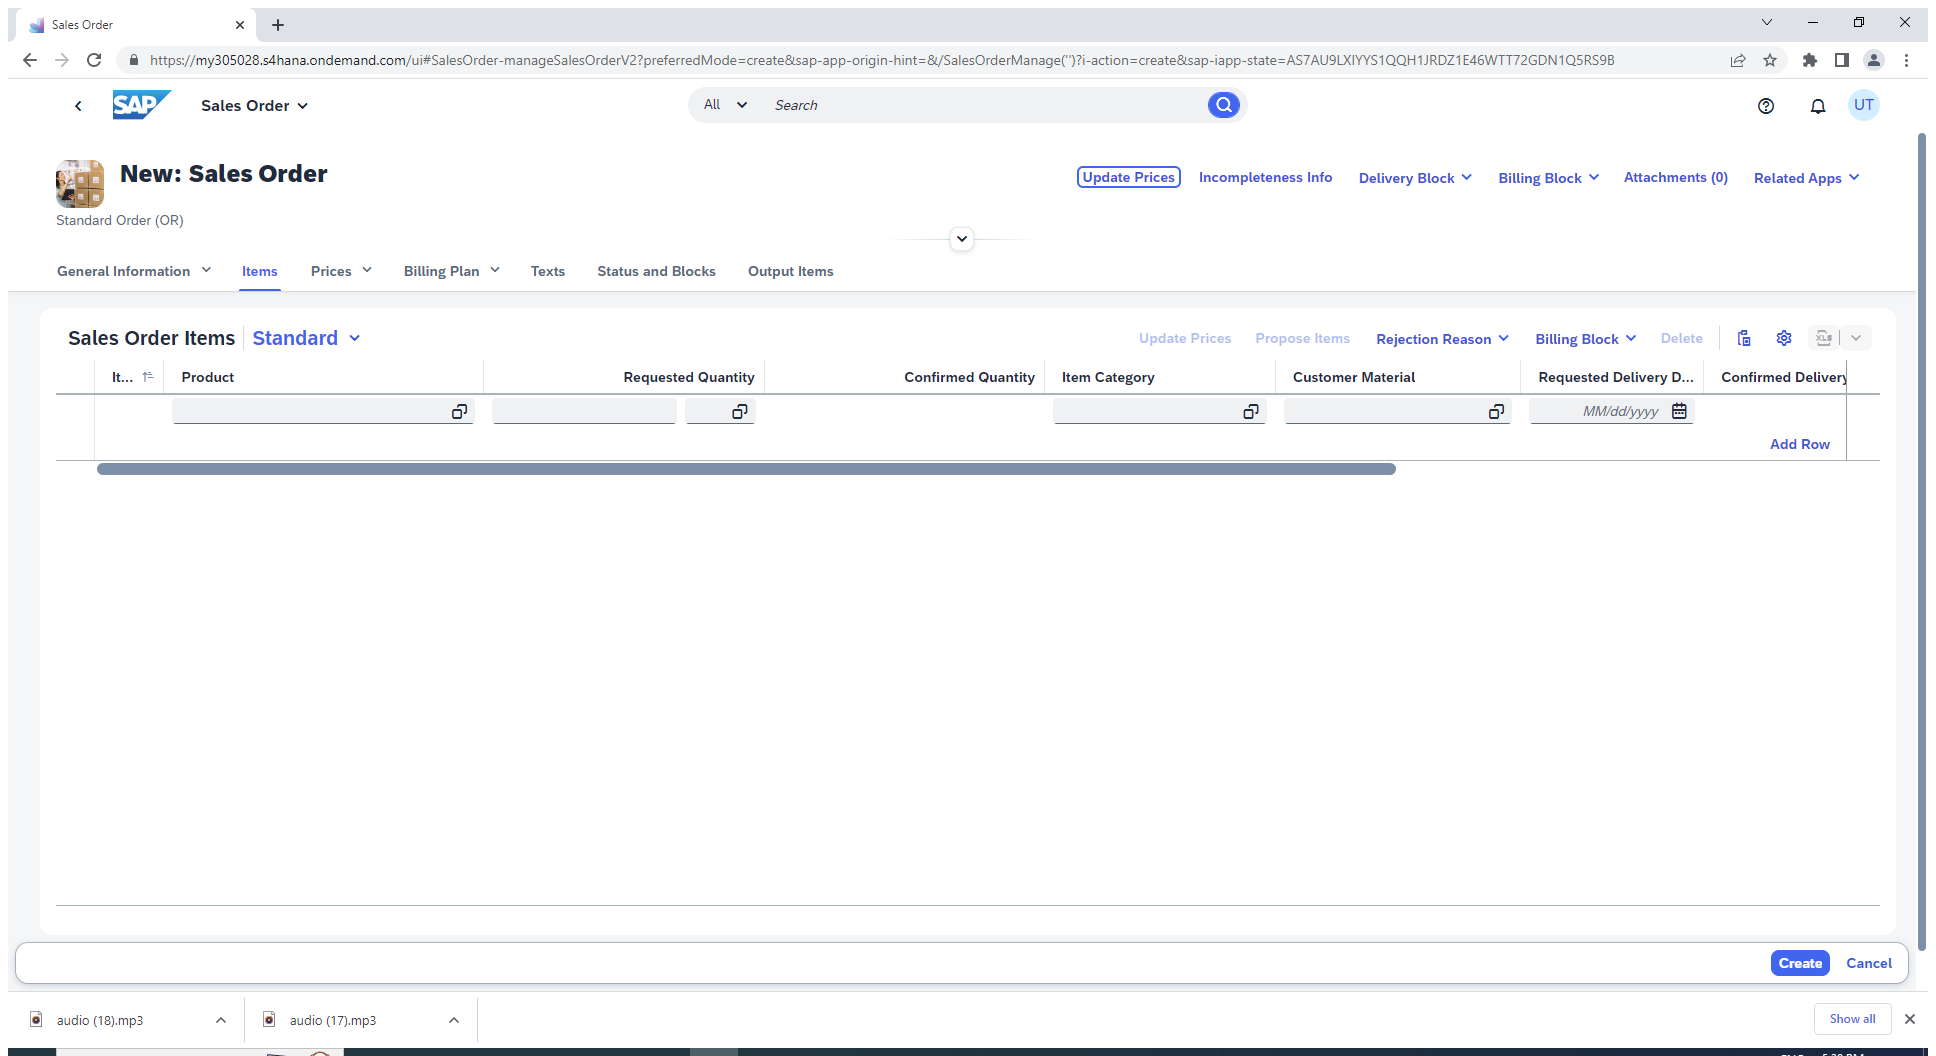 Sales Order
https://my305028.s4hana.ondemand.com/ui#SalesOrder-manageSalesOrderV2?preferredMode=create&sap-app-origin-hint=&/SalesOrderManage('')?i-action=create&sap-iapp-state=AS7AU9LXIYYS1QQH1JRDZ1E46WTT72GDN1Q5RS9B
SAP Sales Order All Search UT
New: Sales Order
Update Prices Incompleteness Info Delivery Block Billing Block Attachments (0) Related Apps
Standard Order (OR)
General Information Items Prices Billing Plan Texts Status and Blocks Output Items
Sales Order Items Standard Update Prices Propose Items Rejection Reason Billing Block Delete XLS
It... Product Requested Quantity Confirmed Quantity Item Category Customer Material Requested Delivery D... Confirmed Delivery
MM/dd/yyyy
Add Row
Create Cancel
audio (18).mp3 audio (17).mp3 Show all